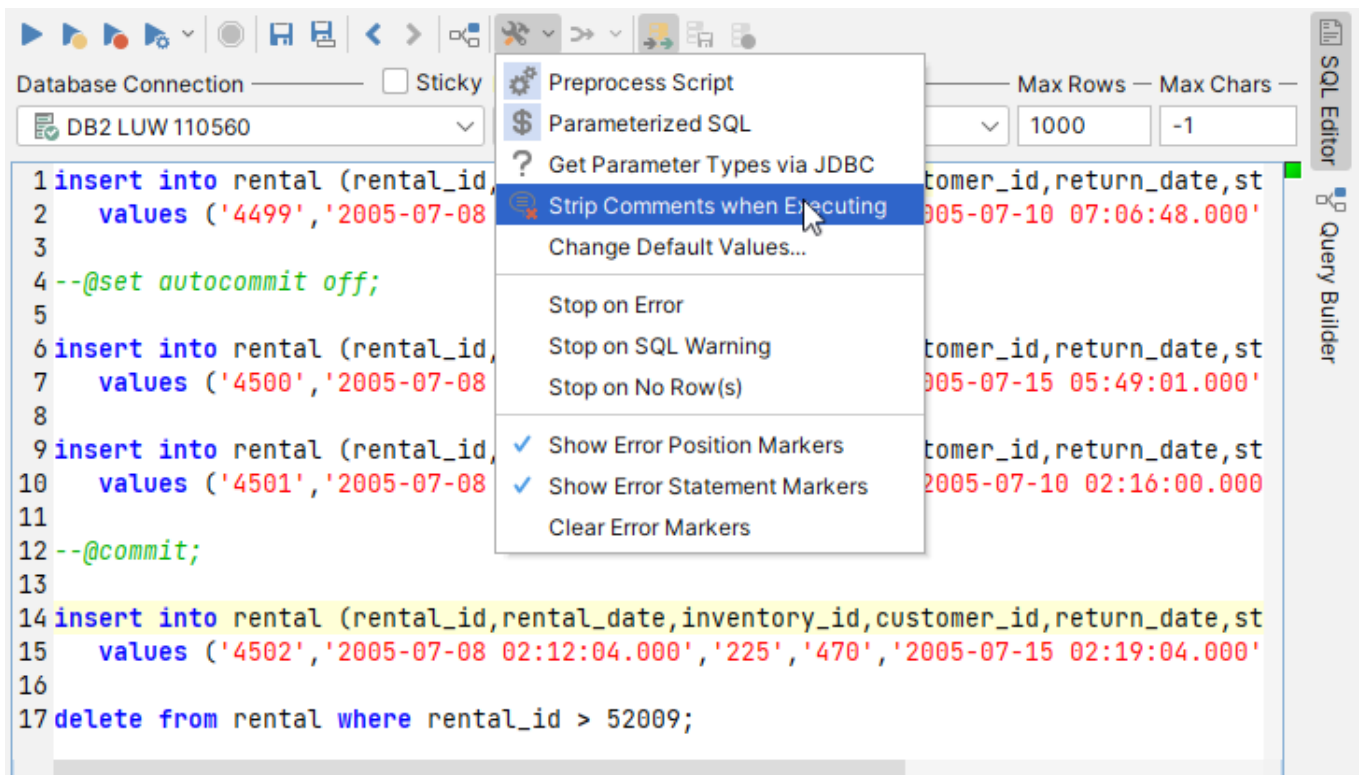 Database Connection Sticky Max Rows Max Chars
DB2 LUW 110560 1000 -1
Preprocess Script
Parameterized SQL
Get Parameter Types via JDBC
Strip Comments when Executing
Change Default Values...
Stop on Error
Stop on SQL Warning
Stop on No Row(s)
Show Error Position Markers
Show Error Statement Markers
Clear Error Markers
1 insert into rental (rental_id, tomer_id,return_date,st
2 values ('4499','2005-07-08 005-07-10 07:06:48.000'
3
4 --@set autocommit off;
5
6 insert into rental (rental_id, tomer_id,return_date,st
7 values ('4500','2005-07-08 005-07-15 05:49:01.000'
8
9 insert into rental (rental_id, tomer_id,return_date,st
10 values ('4501','2005-07-08 2005-07-10 02:16:00.000
11
12 --@commit;
13
14 insert into rental (rental_id,rental_date,inventory_id,customer_id,return_date,st
15 values ('4502','2005-07-08 02:12:04.000','225','470','2005-07-15 02:19:04.000'
16
17 delete from rental where rental_id > 52009;
SQL Editor
Query Builder